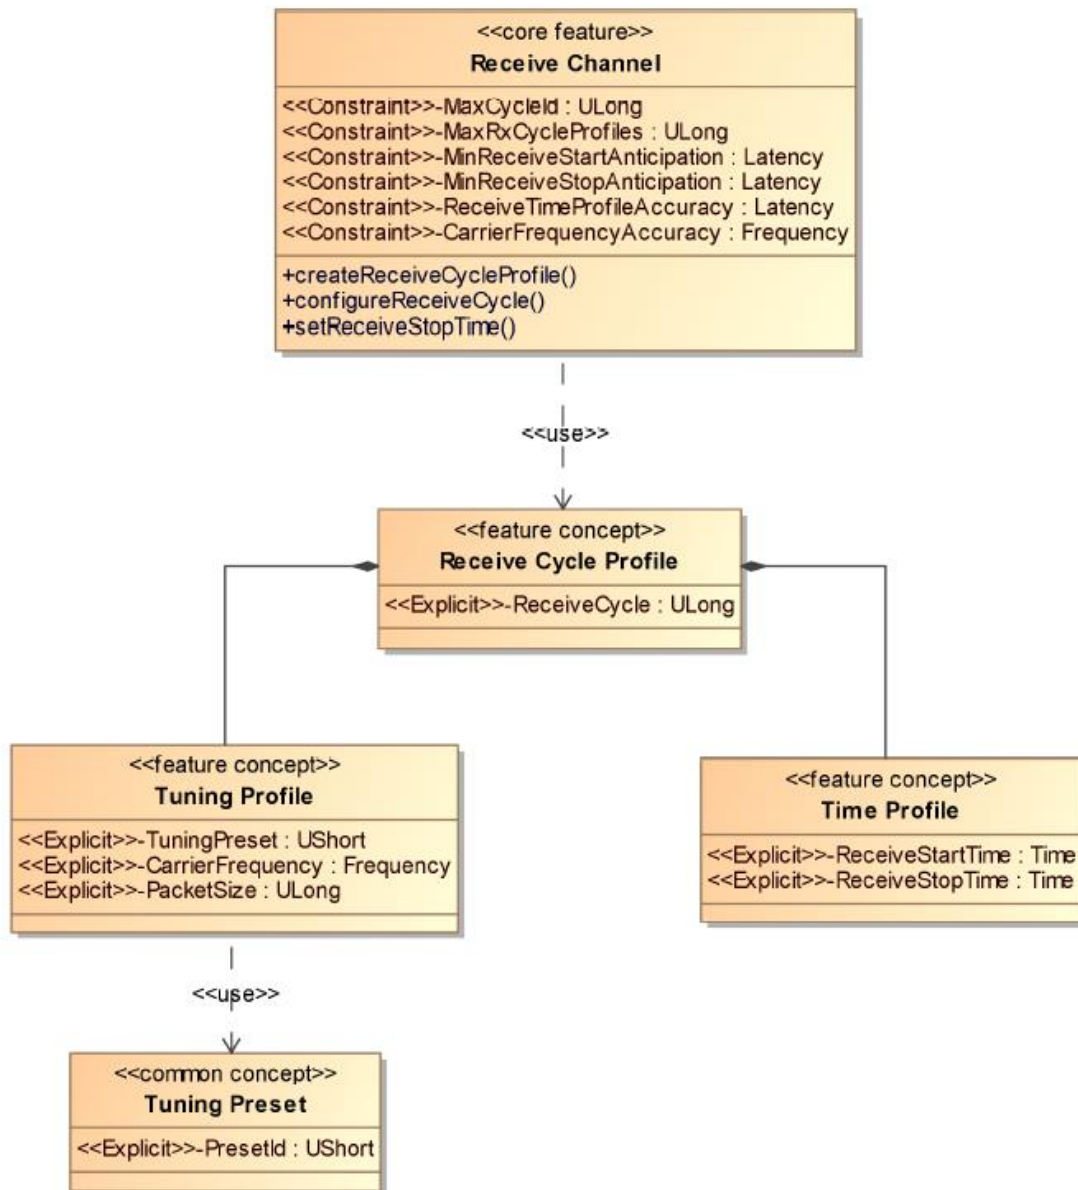 <<core feature>>
Receive Channel
<<Constraint>>-MaxCycleId : ULong
<<Constraint>>-MaxRxCycleProfiles : ULong
<<Constraint>>-MinReceiveStartAnticipation : Latency
<<Constraint>>-MinReceiveStopAnticipation : Latency
<<Constraint>>-ReceiveTimeProfileAccuracy : Latency
<<Constraint>>-CarrierFrequencyAccuracy : Frequency
+createReceiveCycleProfile()
+configureReceiveCycle()
+setReceiveStopTime()
<<use>>
<<feature concept>>
Receive Cycle Profile
<<Explicit>>-ReceiveCycle : ULong
<<feature concept>>
Tuning Profile
<<Explicit>>-TuningPreset : UShort
<<Explicit>>-CarrierFrequency : Frequency
<<Explicit>>-PacketSize : ULong
<<feature concept>>
Time Profile
<<Explicit>>-ReceiveStartTime : Time
<<Explicit>>-ReceiveStopTime : Time
<<use>>
<<common concept>>
Tuning Preset
<<Explicit>>-PresetId : UShort